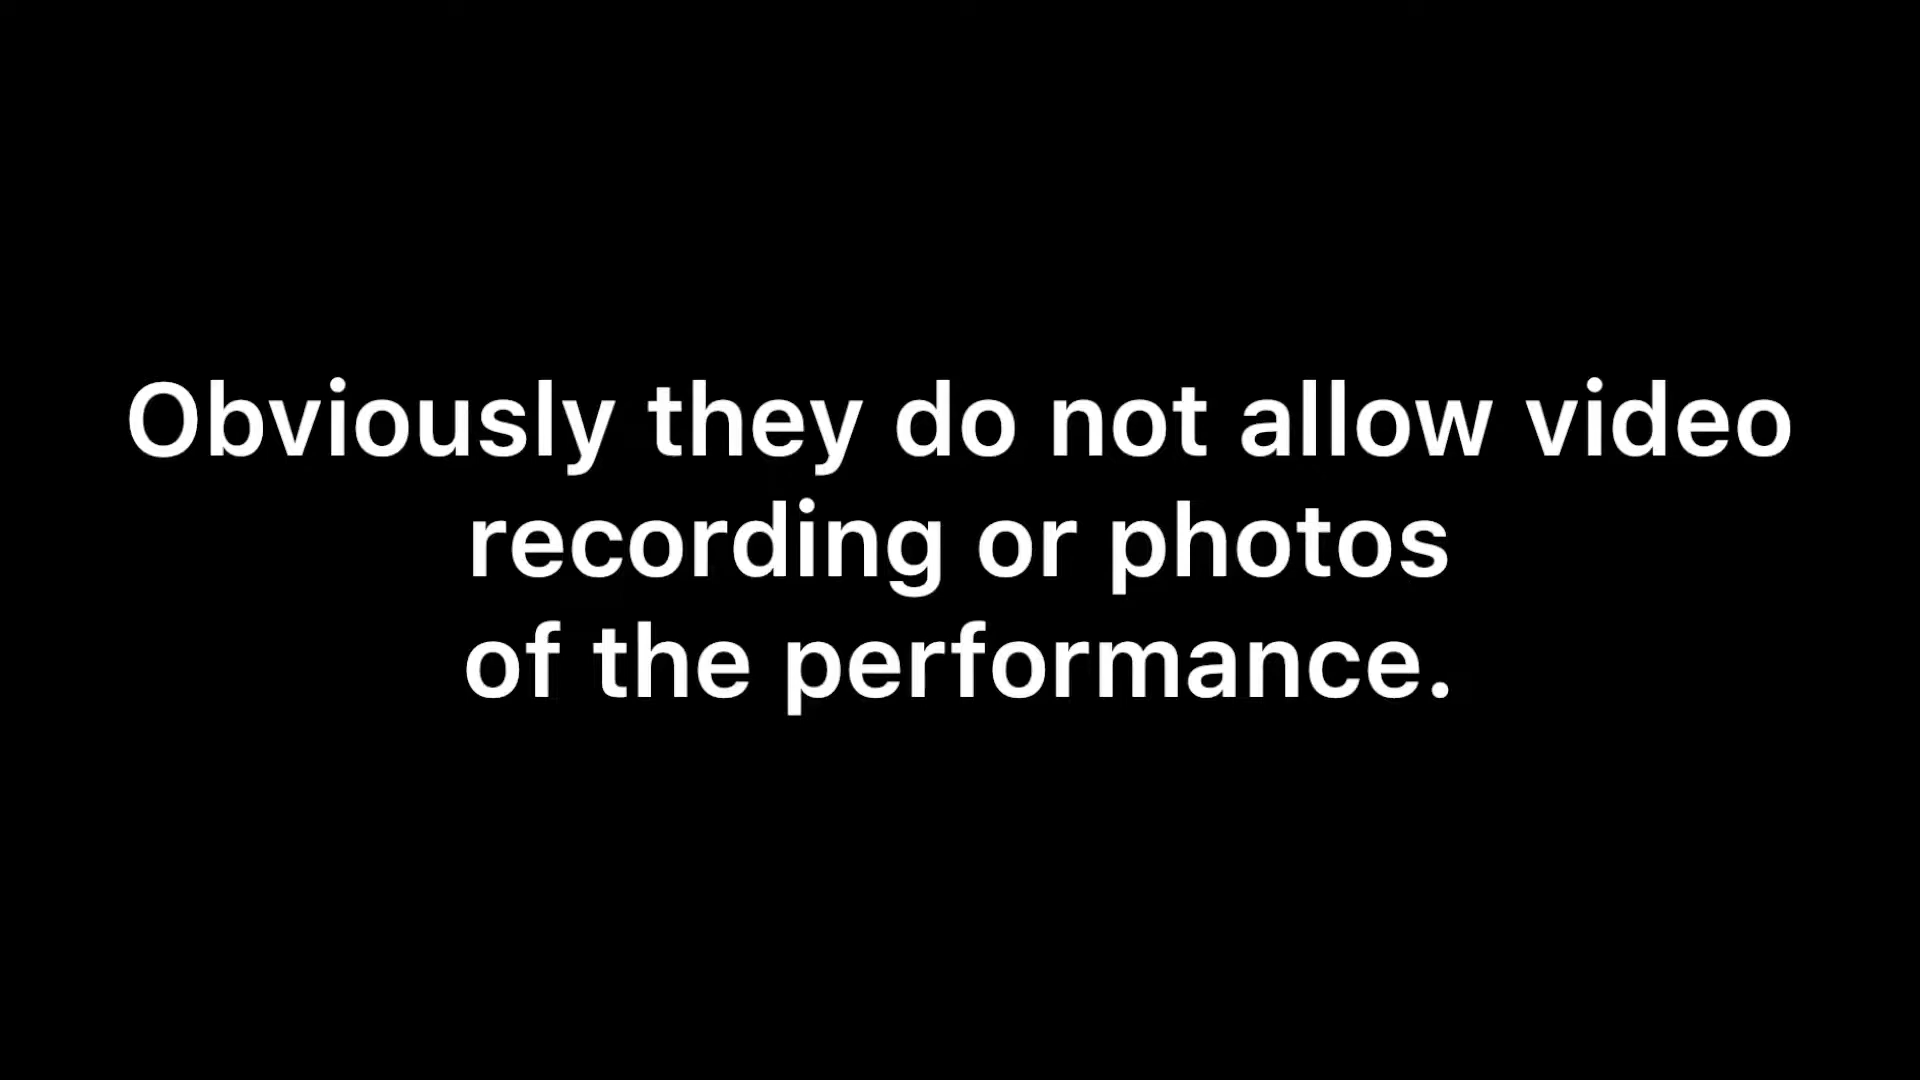 Obviously they do not allow video
recording or photos
of the performance.